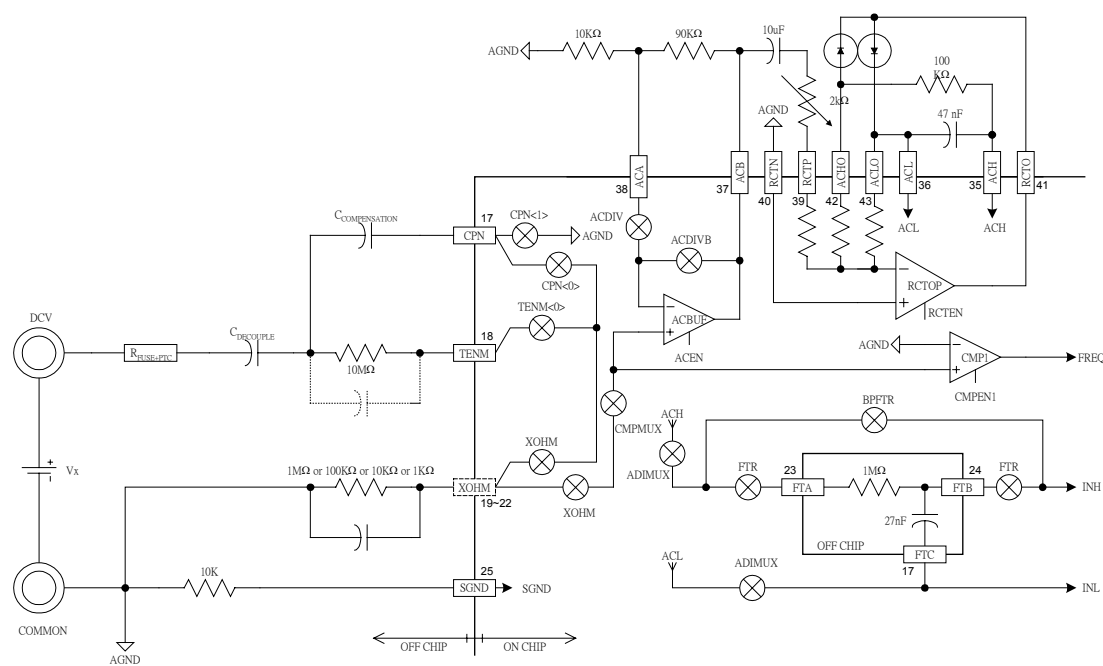 10KΩ
90KΩ
10uF
AGND
2kΩ
100
KΩ
47 nF
AGND
ACA
ACB
RCTN
RCTP
ACHO
ACLO
ACL
ACH
RCTO
38
37
40
39
42
43
36
35
41
ACL
ACH
C_COMPENSATION
17
CPN
CPN<1>
AGND
CPN<0>
ACDIV
ACDIVB
−
+
RCTOP
RCTEN
TENM<0>
−
+
ACBUF
ACEN
DCV
R_FUSE+PTC
C_DECOUPLE
10MΩ
18
TENM
AGND
−
+
CMP1
CMPEN1
FREQ
CMPMUX
ACH
ADIMUX
BPFTR
+
−
Vx
1MΩ or 100KΩ or 10KΩ or 1KΩ
XOHM
19~22
XOHM
XOHM
FTR
23
FTA
1MΩ
24
FTB
FTR
INH
27nF
OFF CHIP
FTC
17
ACL
ADIMUX
INL
10K
25
SGND
SGND
COMMON
AGND
OFF CHIP
ON CHIP